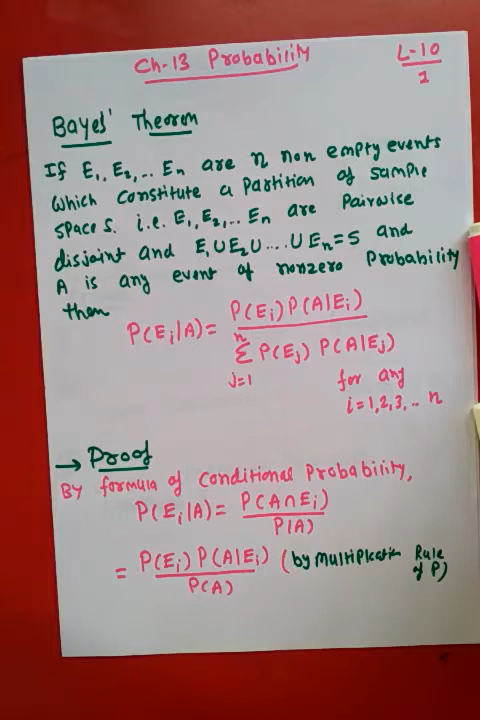 Ch-13 Probability
L-10
1
Bayes' Theorem
If E₁, E₂, .. Eₙ are n non empty events
which constitute a Partition of sample
space S. i.e. E₁, E₂, .. Eₙ are Pairwise
disjoint and E₁∪E₂∪....∪Eₙ=S and
A is any event of nonzero Probability
then
P(Eᵢ|A)= P(Eᵢ)P(A|Eᵢ)
n
Σ P(Eⱼ) P(A|Eⱼ)
j=1
for any
i=1,2,3,.. n
→ Proof
By formula of Conditional Probability,
P(Eᵢ|A)= P(A∩Eᵢ)
P(A)
= P(Eᵢ) P(A|Eᵢ) (by Multiplication Rule
of P)
P(A)